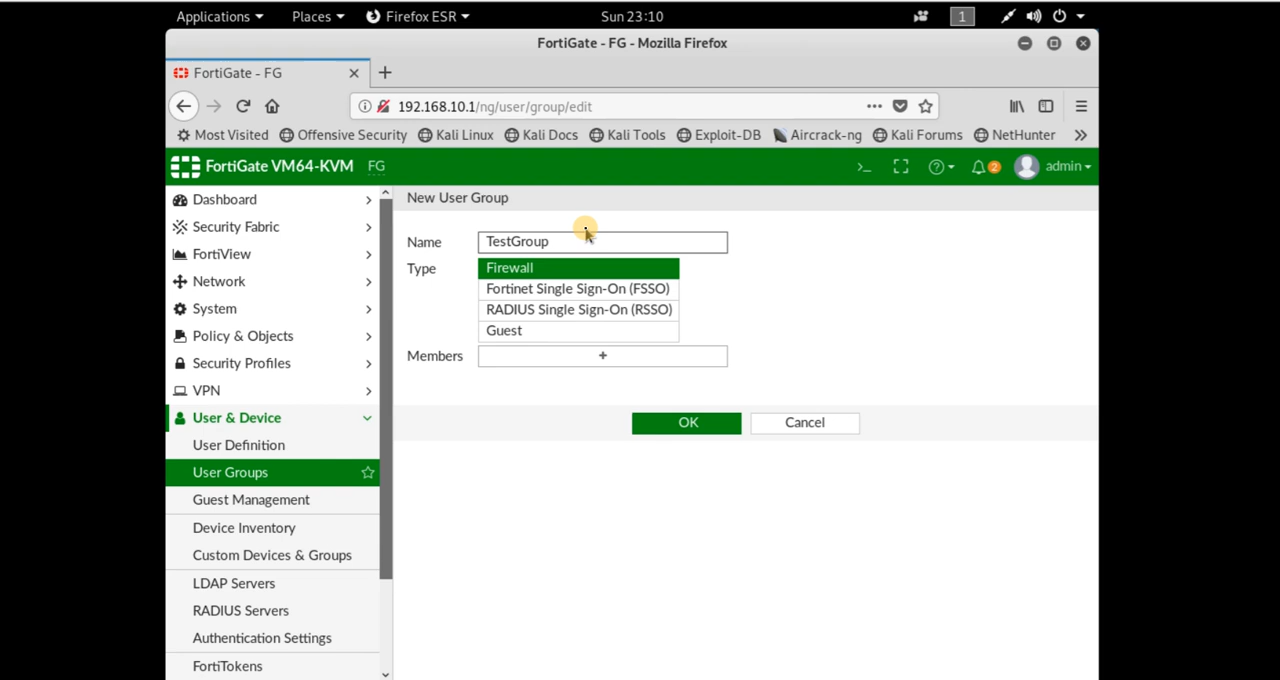 Applications Places Firefox ESR Sun 23:10 1
FortiGate - FG - Mozilla Firefox
FortiGate - FG
192.168.10.1/ng/user/group/edit
Most Visited Offensive Security Kali Linux Kali Docs Kali Tools Exploit-DB Aircrack-ng Kali Forums NetHunter
FortiGate VM64-KVM FG 2 admin
Dashboard
Security Fabric
FortiView
Network
System
Policy & Objects
Security Profiles
VPN
User & Device
User Definition
User Groups
Guest Management
Device Inventory
Custom Devices & Groups
LDAP Servers
RADIUS Servers
Authentication Settings
FortiTokens
New User Group
Name TestGroup
Type Firewall
Fortinet Single Sign-On (FSSO)
RADIUS Single Sign-On (RSSO)
Guest
Members +
OK Cancel